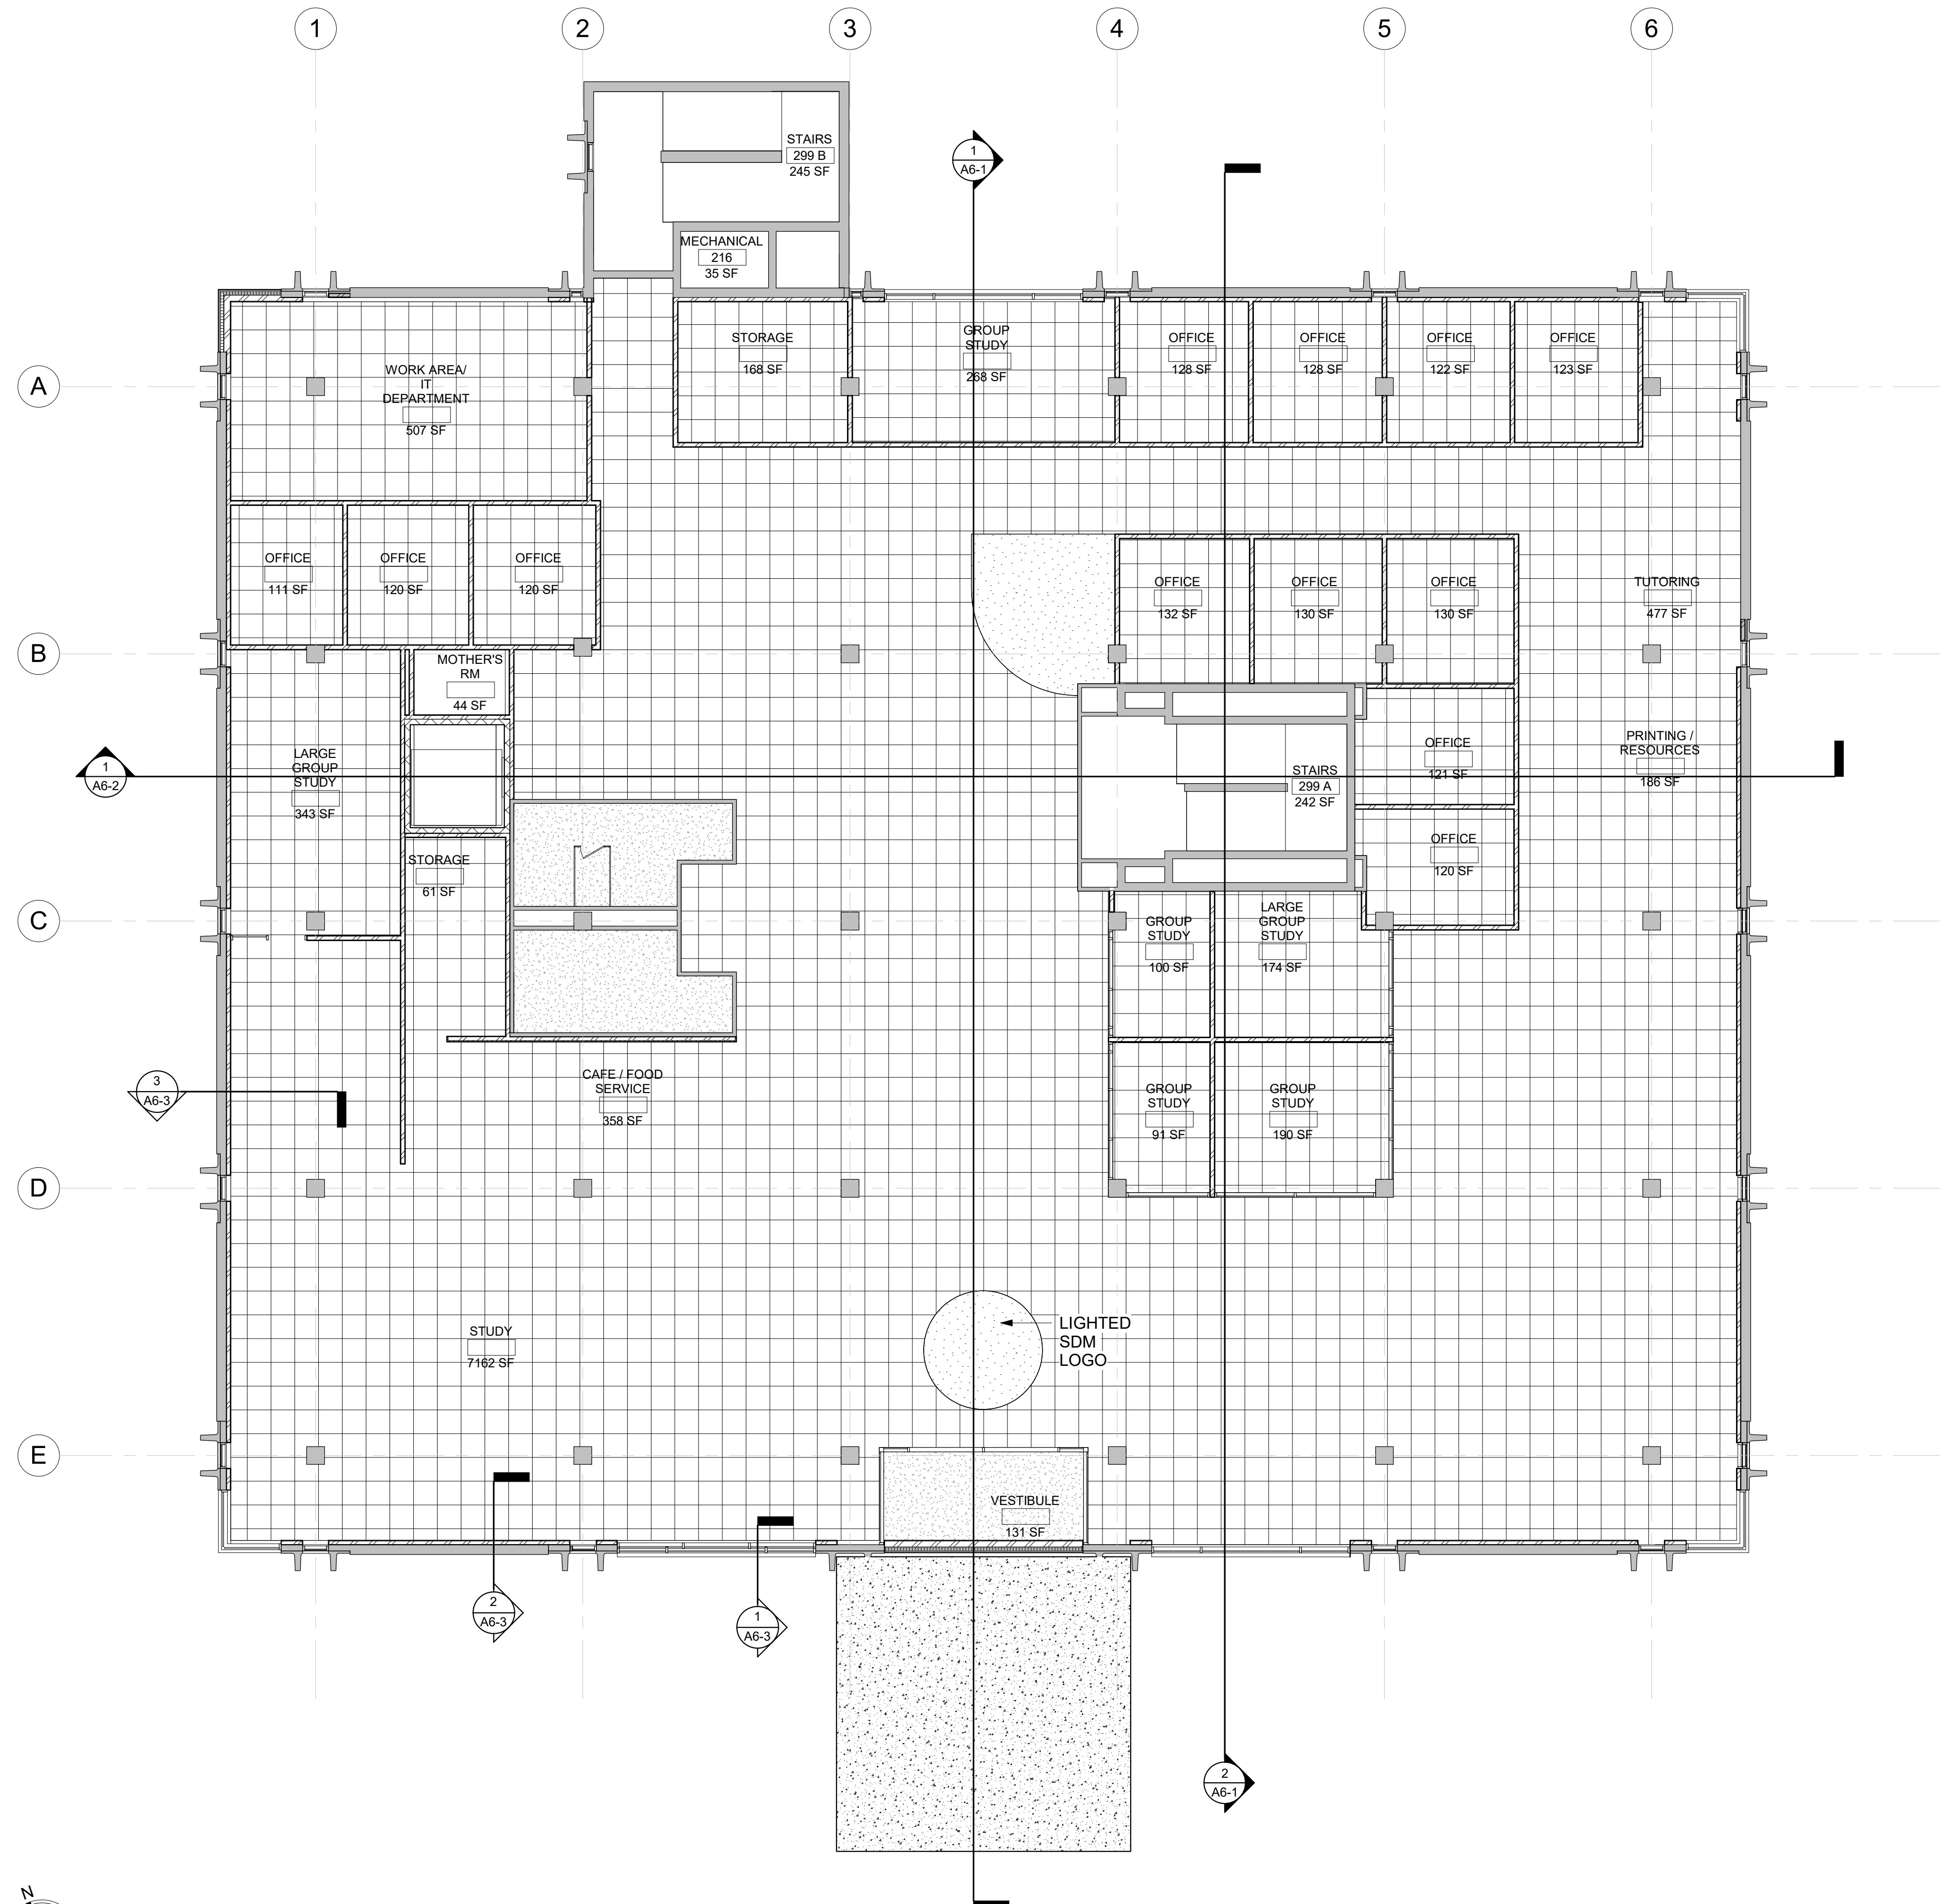 1
2
3
4
5
6
STAIRS
299 B
245 SF
1
A6-1
MECHANICAL
216
35 SF
A
WORK AREA/
IT
DEPARTMENT
507 SF
STORAGE
168 SF
GROUP
STUDY
268 SF
OFFICE
128 SF
OFFICE
128 SF
OFFICE
122 SF
OFFICE
123 SF
OFFICE
111 SF
OFFICE
120 SF
OFFICE
120 SF
OFFICE
132 SF
OFFICE
130 SF
OFFICE
130 SF
TUTORING
477 SF
B
MOTHER'S
RM
44 SF
1
A6-2
LARGE
GROUP
STUDY
343 SF
STAIRS
299 A
242 SF
OFFICE
121 SF
PRINTING /
RESOURCES
186 SF
STORAGE
61 SF
OFFICE
120 SF
C
GROUP
STUDY
100 SF
LARGE
GROUP
STUDY
174 SF
3
A6-3
CAFE / FOOD
SERVICE
358 SF
GROUP
STUDY
91 SF
GROUP
STUDY
190 SF
D
STUDY
7162 SF
LIGHTED
SDM
LOGO
E
VESTIBULE
131 SF
2
A6-3
1
A6-3
2
A6-1
N